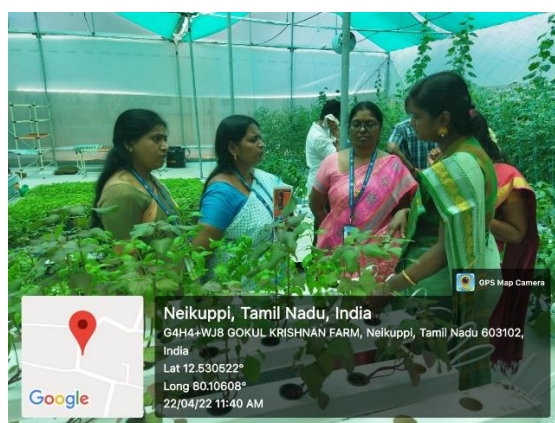 GPS Map Camera
Neikuppi, Tamil Nadu, India
G4H4+WJ8 GOKUL KRISHNAN FARM, Neikuppi, Tamil Nadu 603102,
India
Lat 12.530522°
Long 80.10608°
22/04/22 11:40 AM
Google